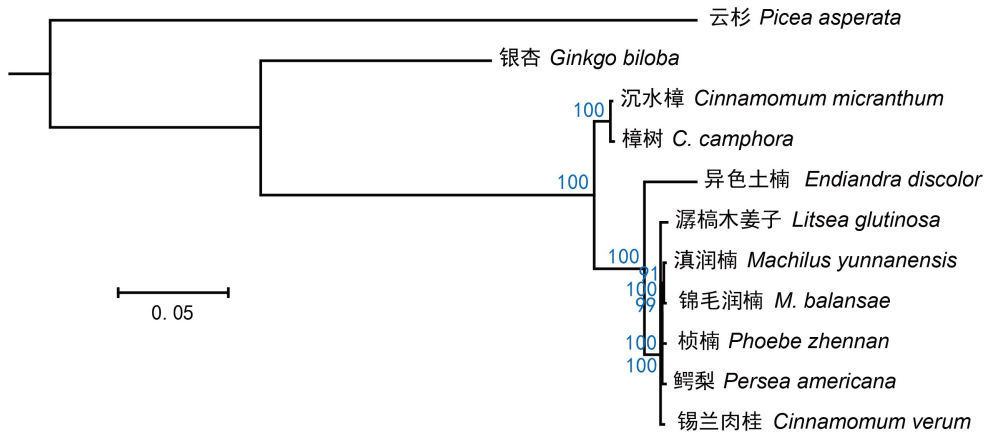 云杉 Picea asperata
银杏 Ginkgo biloba
沉水樟 Cinnamomum micranthum
100
樟树 C. camphora
100
异色土楠 Endiandra discolor
潺槁木姜子 Litsea glutinosa
100
滇润楠 Machilus yunnanensis
91
100
锦毛润楠 M. balansae
99
0.05
100
桢楠 Phoebe zhennan
100
鳄梨 Persea americana
锡兰肉桂 Cinnamomum verum